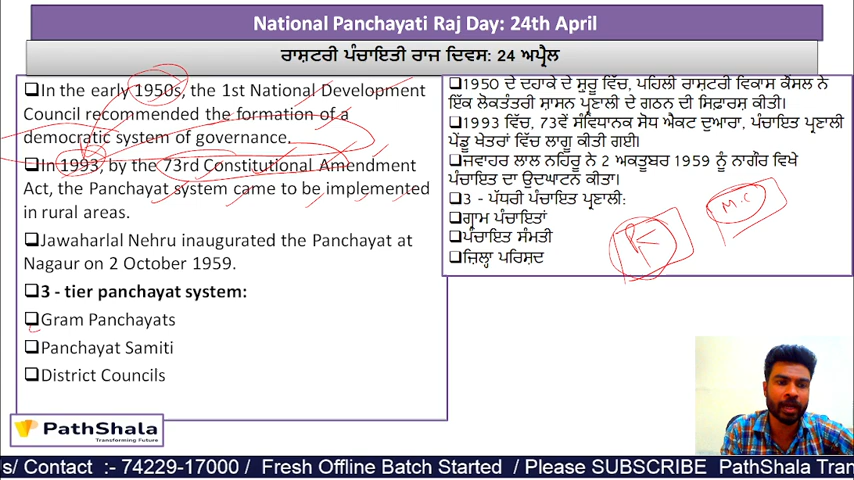 National Panchayati Raj Day: 24th April
ਰਾਸ਼ਟਰੀ ਪੰਚਾਇਤੀ ਰਾਜ ਦਿਵਸ: 24 ਅਪ੍ਰੈਲ
❑In the early 1950s, the 1st National Development
Council recommended the formation of a
democratic system of governance.
❑In 1993, by the 73rd Constitutional Amendment
Act, the Panchayat system came to be implemented
in rural areas.
❑Jawaharlal Nehru inaugurated the Panchayat at
Nagaur on 2 October 1959.
❑3 - tier panchayat system:
❑Gram Panchayats
❑Panchayat Samiti
❑District Councils
❑1950 ਦੇ ਦਹਾਕੇ ਦੇ ਸ਼ੁਰੂ ਵਿੱਚ, ਪਹਿਲੀ ਰਾਸ਼ਟਰੀ ਵਿਕਾਸ ਕੌਂਸਲ ਨੇ
ਇੱਕ ਲੋਕਤੰਤਰੀ ਸ਼ਾਸਨ ਪ੍ਰਣਾਲੀ ਦੇ ਗਠਨ ਦੀ ਸਿਫ਼ਾਰਸ਼ ਕੀਤੀ।
❑1993 ਵਿੱਚ, 73ਵੇਂ ਸੰਵਿਧਾਨਕ ਸੋਧ ਐਕਟ ਦੁਆਰਾ, ਪੰਚਾਇਤ ਪ੍ਰਣਾਲੀ
ਪੇਂਡੂ ਖੇਤਰਾਂ ਵਿੱਚ ਲਾਗੂ ਕੀਤੀ ਗਈ।
❑ਜਵਾਹਰ ਲਾਲ ਨਹਿਰੂ ਨੇ 2 ਅਕਤੂਬਰ 1959 ਨੂੰ ਨਾਗੌਰ ਵਿਖੇ
ਪੰਚਾਇਤ ਦਾ ਉਦਘਾਟਨ ਕੀਤਾ।
❑3 - ਪੱਧਰੀ ਪੰਚਾਇਤ ਪ੍ਰਣਾਲੀ:
❑ਗ੍ਰਾਮ ਪੰਚਾਇਤਾਂ
❑ਪੰਚਾਇਤ ਸੰਮਤੀ
❑ਜ਼ਿਲ੍ਹਾ ਪਰਿਸ਼ਦ
M.C
PathShala
Transforming Future
s/ Contact :- 74229-17000 / Fresh Offline Batch Started / Please SUBSCRIBE PathShala Tran